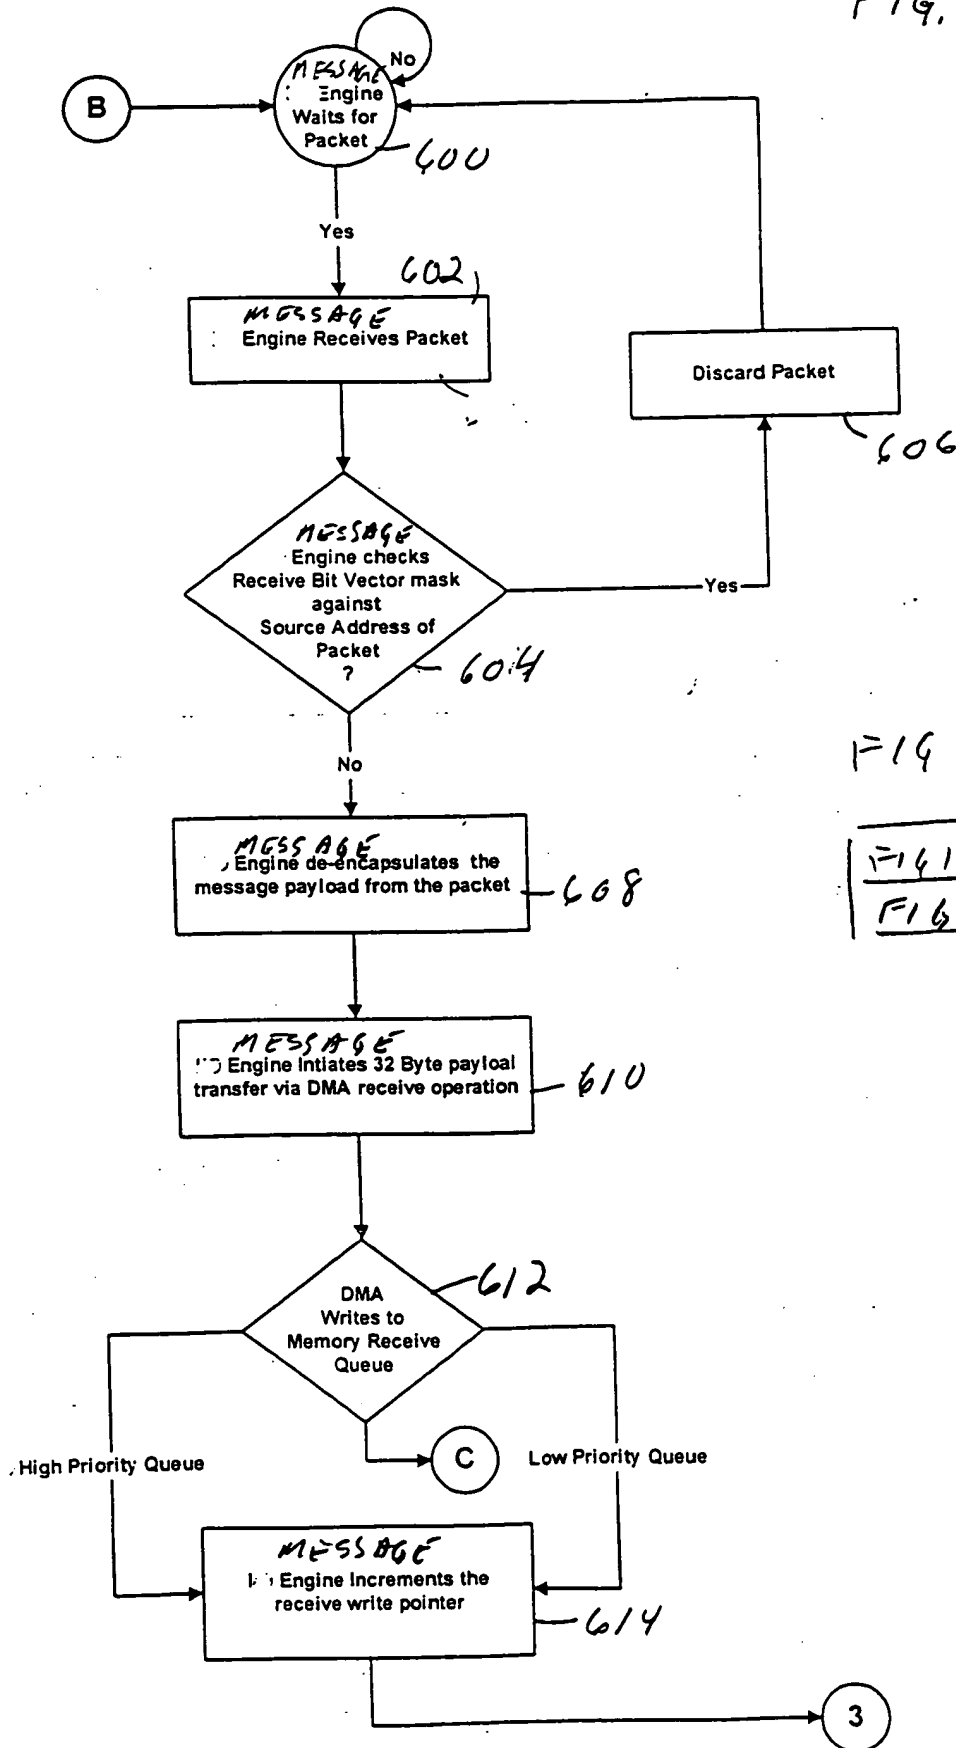 FIG.
No
B
MESSAGE
Engine
Waits for
Packet
600
Yes
602
MESSAGE
Engine Receives Packet
Discard Packet
606
MESSAGE
Engine checks
Receive Bit Vector mask
against
Source Address of
Packet
?
604
Yes
No
FIG
MESSAGE
Engine de-encapsulates the
message payload from the packet
608
FIG 1
FIG
MESSAGE
Engine Intiates 32 Byte payloal
transfer via DMA receive operation
610
DMA
Writes to
Memory Receive
Queue
612
High Priority Queue
C
Low Priority Queue
MESSAGE
Engine Increments the
receive write pointer
614
3